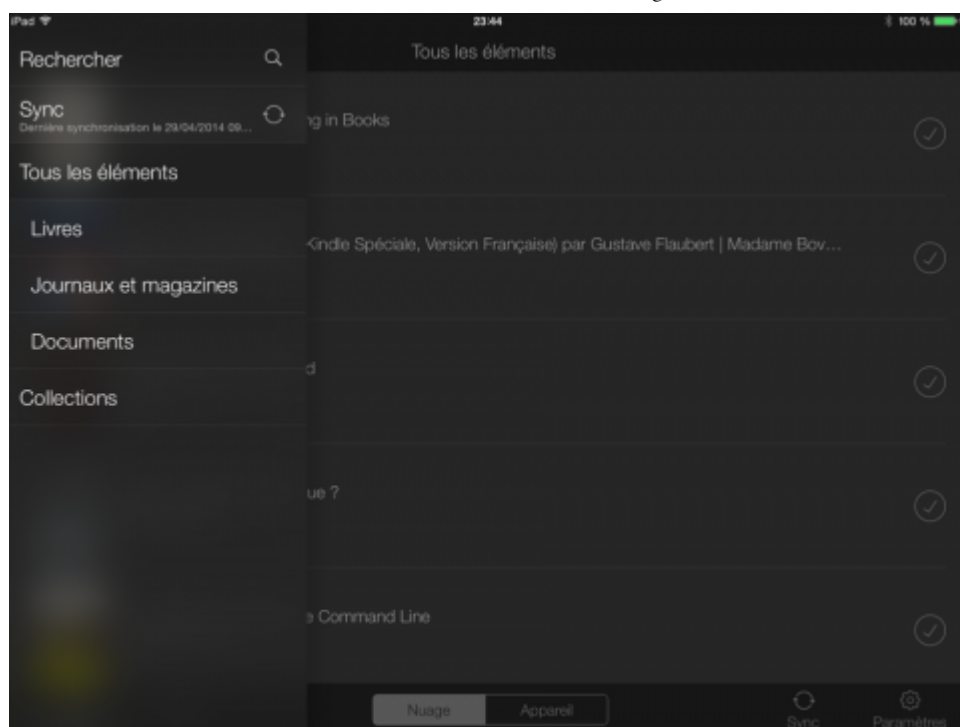 iPad 23:44 100 %
Rechercher
Tous les éléments
Sync
Dernière synchronisation le 29/04/2014 09...
ng in Books
Tous les éléments
Livres
Kindle Spéciale, Version Française) par Gustave Flaubert | Madame Bov...
Journaux et magazines
Documents
d
Collections
ue ?
e Command Line
Nuage Appareil Sync Paramètres